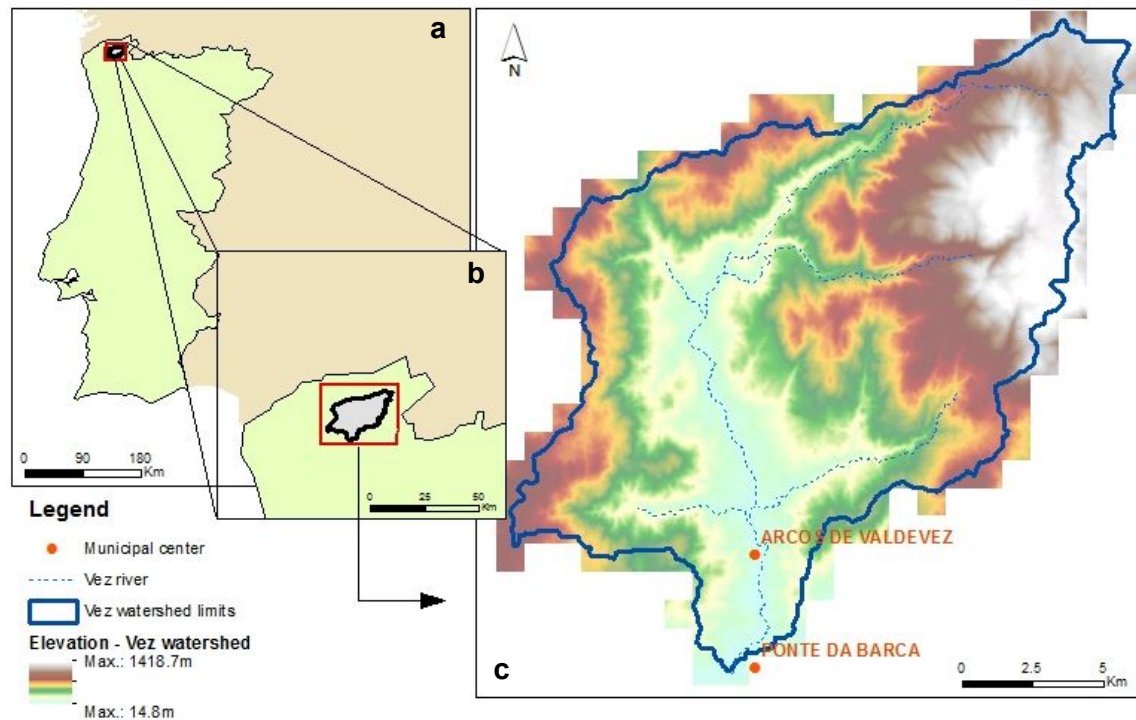 a
N
b
0 90 180
Km
0 25 50
Km
Legend
Municipal center
Vez river
Vez watershed limits
Elevation - Vez watershed
Max.: 1418.7m
Max.: 14.8m
ARCOS DE VALDEVEZ
PONTE DA BARCA
c
0 2.5 5
Km